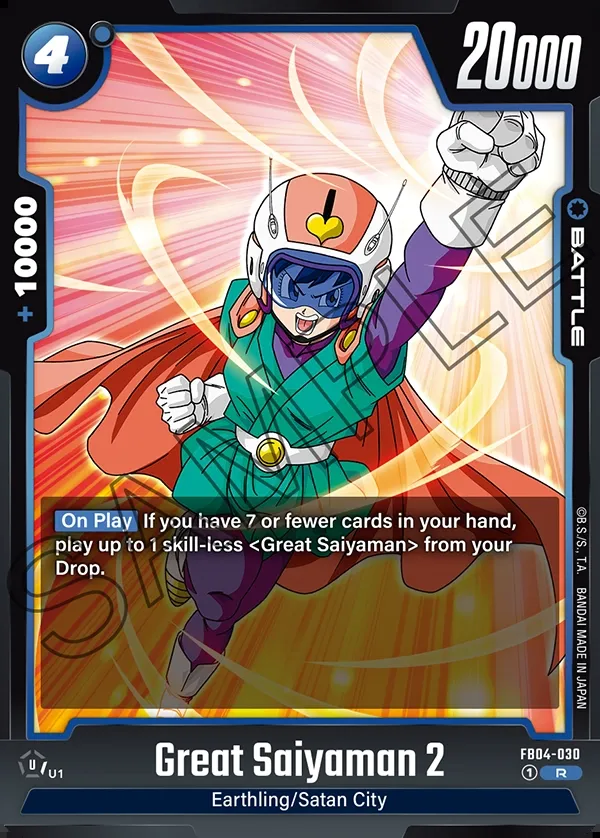 4
20000
+10000
BATTLE
On Play If you have 7 or fewer cards in your hand,
play up to 1 skill-less <Great Saiyaman> from your
Drop.
SAMPLE
©B.S./S., T.A. BANDAI MADE IN JAPAN
U/U1
Great Saiyaman 2
FB04-030
1 R
Earthling/Satan City